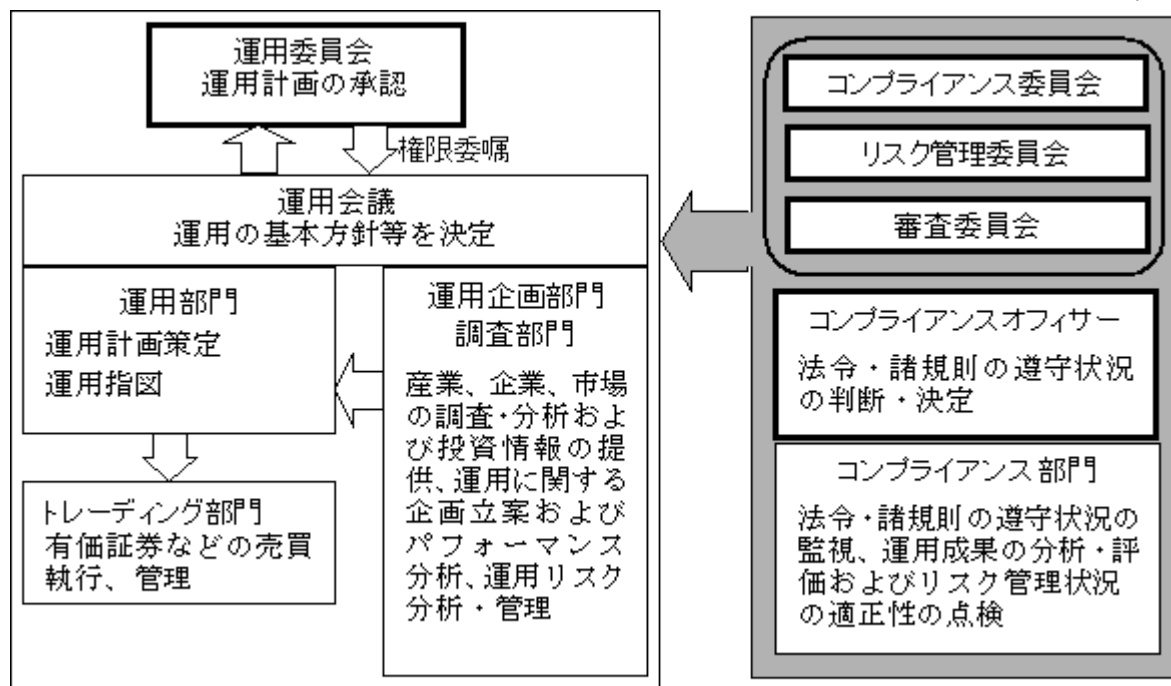 運用委員会
運用計画の承認
権限委嘱
運用会議
運用の基本方針等を決定
運用部門
運用計画策定
運用指図
運用企画部門
調査部門
産業、企業、市場
の調査・分析およ
び投資情報の提
供、運用に関する
企画立案および
パフォーマンス
分析、運用リスク
分析・管理
トレーディング部門
有価証券などの売買
執行、管理
コンプライアンス委員会
リスク管理委員会
審査委員会
コンプライアンスオフィサー
法令・諸規則の遵守状況
の判断・決定
コンプライアンス部門
法令・諸規則の遵守状況の
監視、運用成果の分析・評
価およびリスク管理状況
の適正性の点検